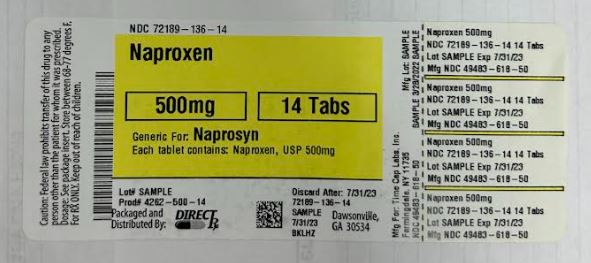 Caution: Federal law prohibits transfer of this drug to any
person other than the patient for whom it was prescribed.
Dosage: See package insert. Store between 68-77 degrees F.
For RX ONLY. Keep out of reach of children.
NDC 72189-136-14
Naproxen
500mg
14 Tabs
Generic For: Naprosyn
Each tablet contains: Naproxen, USP 500mg
Lot# SAMPLE
Prod# 4262-500-14
Packaged and
Distributed By:
DIRECT Rx
Discard After: 7/31/23
72189-136-14
SAMPLE
7/31/23
BKLHZ
Dawsonville,
GA 30534
Mfg Lot: SAMPLE
SAMPLE 3/28/2022 SAMPLE
Mfg For: Time Cap Labs, Inc.
Farmingdale, NY 11735
NDC 49483-618-50
Naproxen 500mg
NDC 72189-136-14 14 Tabs
Lot SAMPLE Exp 7/31/23
Mfg NDC 49483-618-50
Naproxen 500mg
NDC 72189-136-14 14 Tabs
Lot SAMPLE Exp 7/31/23
Mfg NDC 49483-618-50
Naproxen 500mg
NDC 72189-136-14 14 Tabs
Lot SAMPLE Exp 7/31/23
Mfg NDC 49483-618-50
Naproxen 500mg
NDC 72189-136-14 14 Tabs
Lot SAMPLE Exp 7/31/23
Mfg NDC 49483-618-50